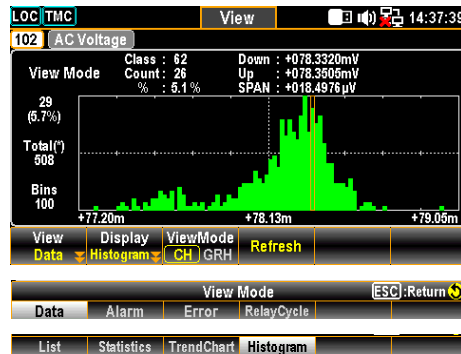 LOC TMC View 14:37:39
102 AC Voltage
View Mode
Class : 62 Down : +078.3320mV
Count : 26 Up : +078.3505mV
% : 5.1 % SPAN : +018.4976µV
29
(5.7%)
Total(*)
508
Bins
100
+77.20m +78.13m +79.05m
View Display ViewMode Refresh
Data Histogram CH GRH
View Mode ESC :Return
Data Alarm Error RelayCycle
List Statistics TrendChart Histogram